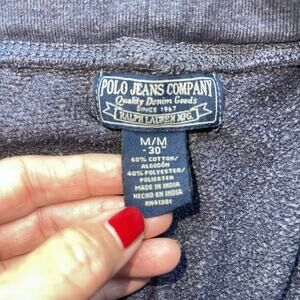 POLO JEANS COMPANY
Quality Denim Goods
SINCE 1967
RALPH LAUREN MFG.
M/M
-30"
60% COTTON/
ALGODÓN
40% POLYESTER/
POLIESTER
MADE IN INDIA
HECHO EN INDIA
RN41381